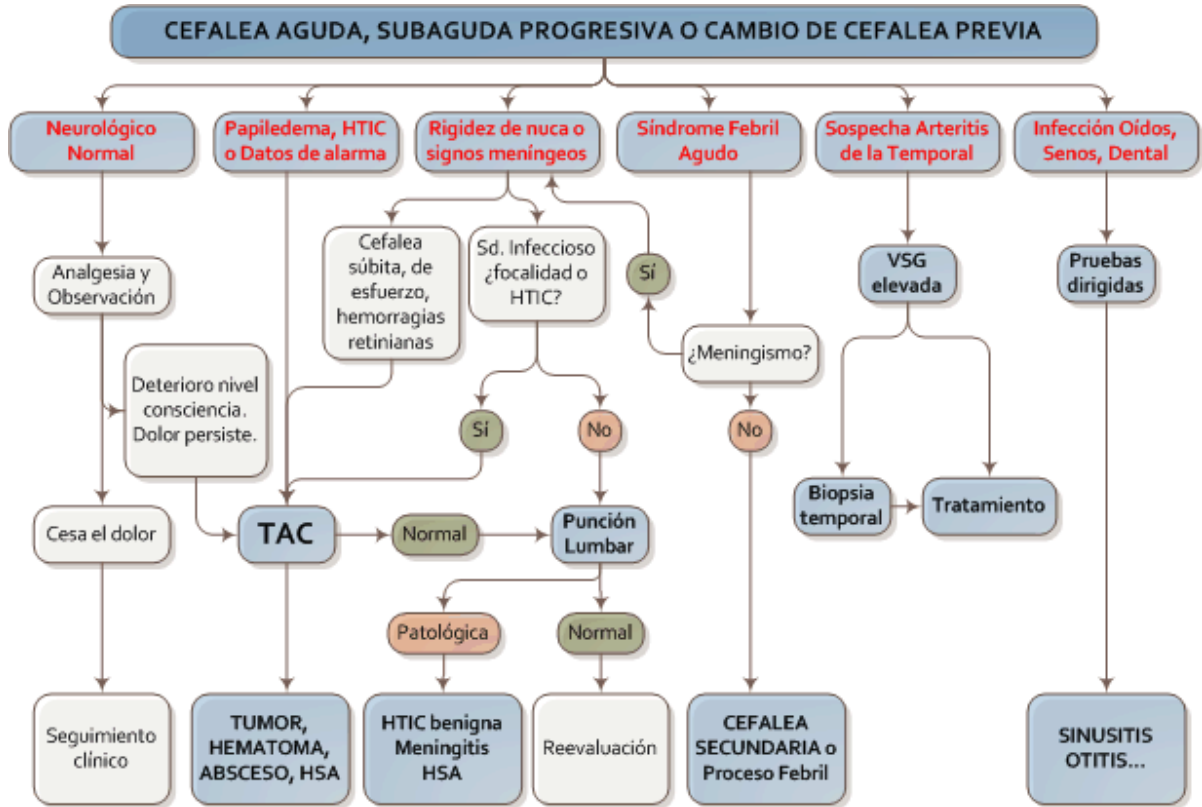 CEFALEA AGUDA, SUBAGUDA PROGRESIVA O CAMBIO DE CEFALEA PREVIA
Neurológico
Normal
Papiledema, HTIC
o Datos de alarma
Rigidez de nuca o
signos meníngeos
Síndrome Febril
Agudo
Sospecha Arteritis
de la Temporal
Infección Oídos,
Senos, Dental
Analgesia y
Observación
Cefalea
súbita, de
esfuerzo,
hemorragias
retinianas
Sd. Infeccioso
¿focalidad o
HTIC?
Sí
VSG
elevada
Pruebas
dirigidas
¿Meningismo?
Deterioro nivel
consciencia.
Dolor persiste.
Sí
No
No
Biopsia
temporal
Tratamiento
Cesa el dolor
TAC
Normal
Punción
Lumbar
Patológica
Normal
Seguimiento
clínico
TUMOR,
HEMATOMA,
ABSCESO, HSA
HTIC benigna
Meningitis
HSA
Reevaluación
CEFALEA
SECUNDARIA o
Proceso Febril
SINUSITIS
OTITIS...